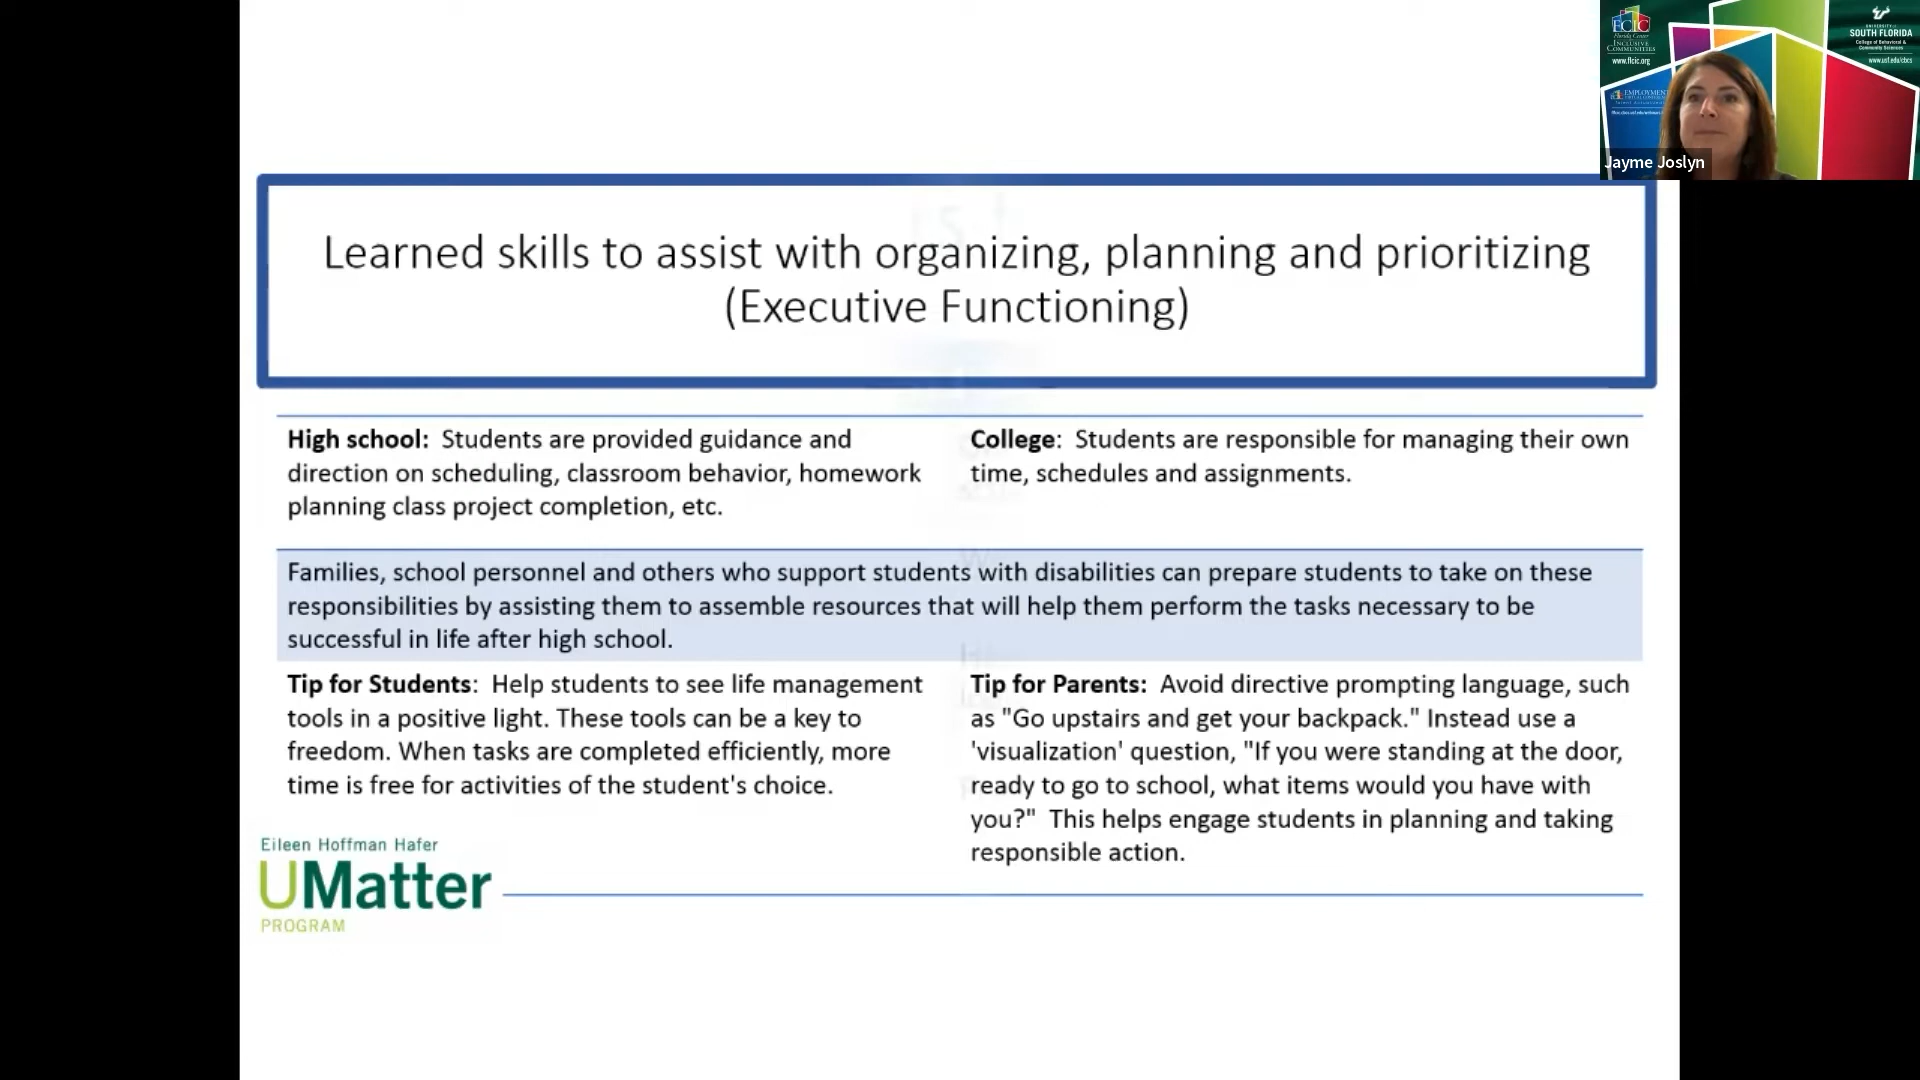 Learned skills to assist with organizing, planning and prioritizing
(Executive Functioning)
High school:  Students are provided guidance and
direction on scheduling, classroom behavior, homework
planning class project completion, etc.
College:  Students are responsible for managing their own
time, schedules and assignments.
Families, school personnel and others who support students with disabilities can prepare students to take on these
responsibilities by assisting them to assemble resources that will help them perform the tasks necessary to be
successful in life after high school.
Tip for Students:  Help students to see life management
tools in a positive light. These tools can be a key to
freedom. When tasks are completed efficiently, more
time is free for activities of the student's choice.
Tip for Parents:  Avoid directive prompting language, such
as "Go upstairs and get your backpack." Instead use a
'visualization' question, "If you were standing at the door,
ready to go to school, what items would you have with
you?"  This helps engage students in planning and taking
responsible action.
Eileen Hoffman Hafer
UMatter
PROGRAM
FCIC
Florida Center
INCLUSIVE
COMMUNITIES
www.flcic.org
EMPLOYMENT
UNIVERSITY of
SOUTH FLORIDA
College of Behavioral &
Community Sciences
www.usf.edu/cbcs
Jayme Joslyn